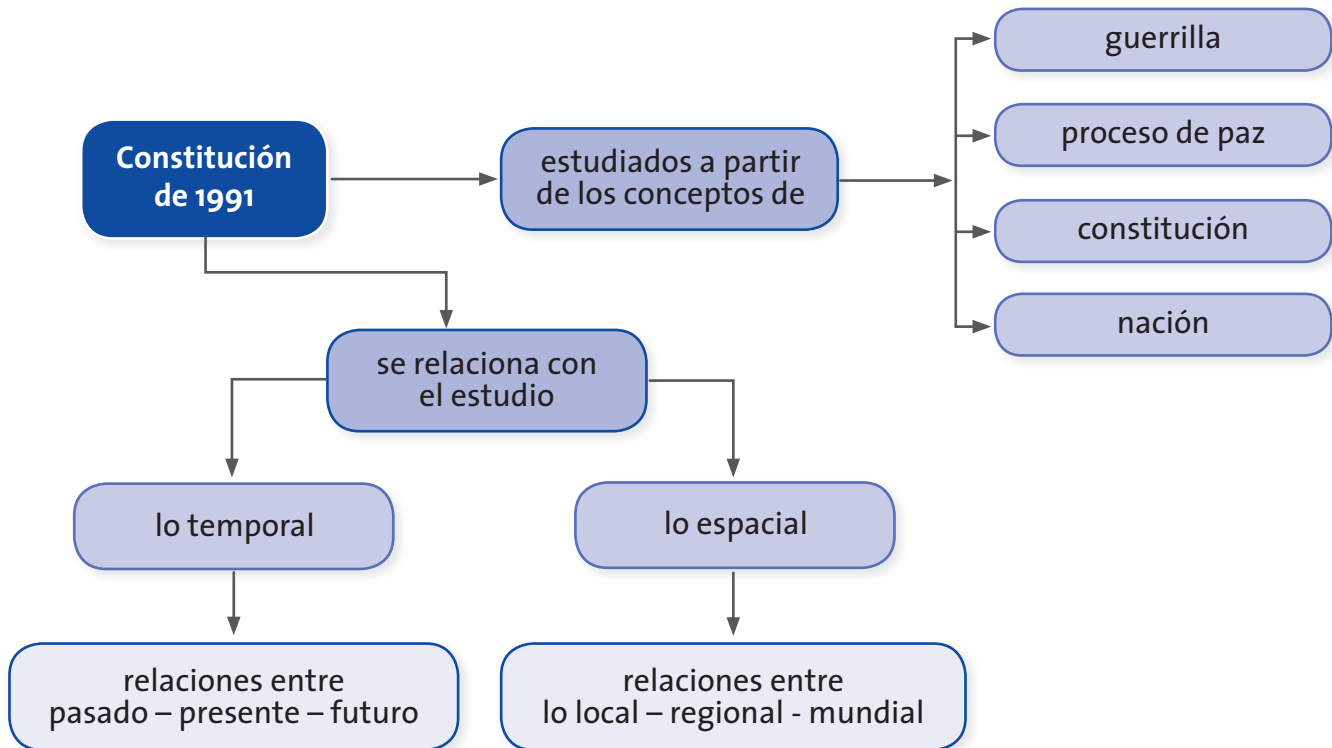 guerrilla
Constitución
de 1991
estudiados a partir
de los conceptos de
proceso de paz
constitución
nación
se relaciona con
el estudio
lo temporal
lo espacial
relaciones entre
pasado – presente – futuro
relaciones entre
lo local – regional - mundial